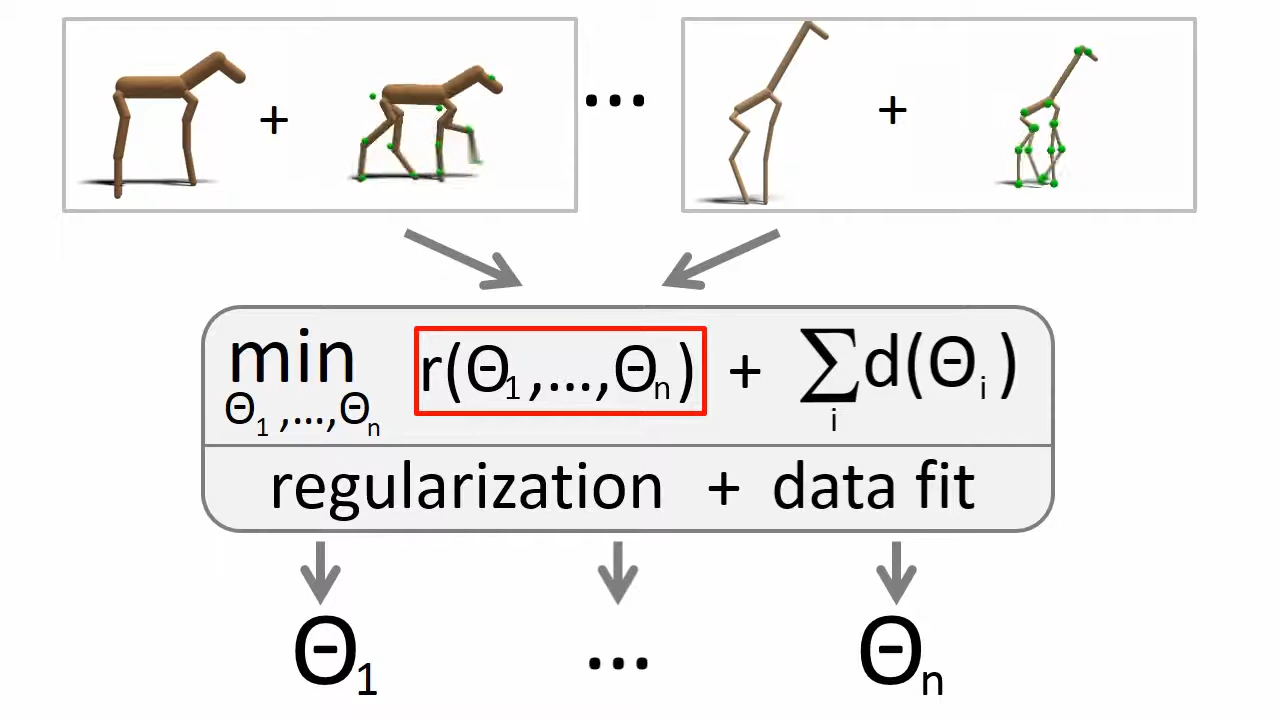 + ... +
min r(Θ₁,...,Θₙ) + ∑d(Θᵢ)
Θ₁,...,Θₙ i
regularization + data fit
Θ₁ ... Θₙ